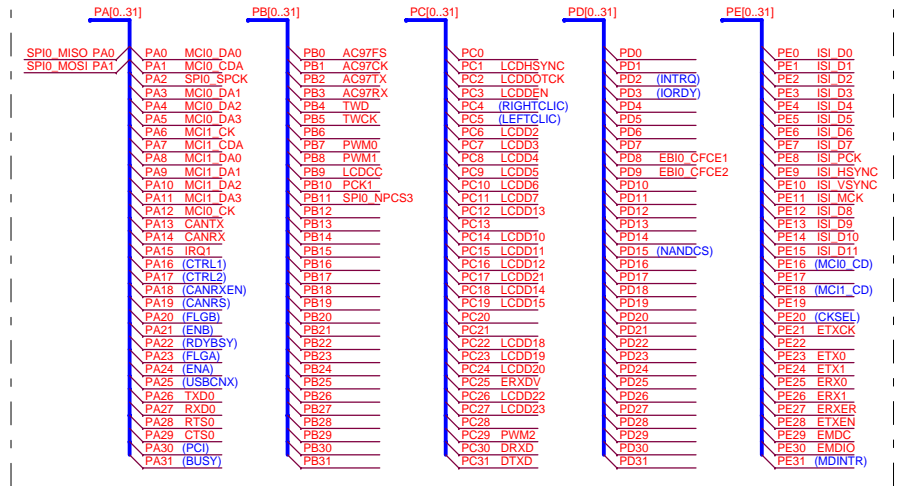 PA[0..31] PB[0..31] PC[0..31] PD[0..31] PE[0..31]
SPI0_MISO PA0 PA0 MCI0_DA0 PB0 AC97FS PC0 PD0 PE0 ISI_D0
SPI0_MOSI PA1 PA1 MCI0_CDA PB1 AC97CK PC1 LCDHSYNC PD1 PE1 ISI_D1
PA2 SPI0_SPCK PB2 AC97TX PC2 LCDDOTCK PD2 (INTRQ) PE2 ISI_D2
PA3 MCI0_DA1 PB3 AC97RX PC3 LCDDEN PD3 (IORDY) PE3 ISI_D3
PA4 MCI0_DA2 PB4 TWD PC4 (RIGHTCLIC) PD4 PE4 ISI_D4
PA5 MCI0_DA3 PB5 TWCK PC5 (LEFTCLIC) PD5 PE5 ISI_D5
PA6 MCI1_CK PB6 PC6 LCDD2 PD6 PE6 ISI_D6
PA7 MCI1_CDA PB7 PWM0 PC7 LCDD3 PD7 PE7 ISI_D7
PA8 MCI1_DA0 PB8 PWM1 PC8 LCDD4 PD8 EBI0_CFCE1 PE8 ISI_PCK
PA9 MCI1_DA1 PB9 LCDCC PC9 LCDD5 PD9 EBI0_CFCE2 PE9 ISI_HSYNC
PA10 MCI1_DA2 PB10 PCK1 PC10 LCDD6 PD10 PE10 ISI_VSYNC
PA11 MCI1_DA3 PB11 SPI0_NPCS3 PC11 LCDD7 PD11 PE11 ISI_MCK
PA12 MCI0_CK PB12 PC12 LCDD13 PD12 PE12 ISI_D8
PA13 CANTX PB13 PC13 PD13 PE13 ISI_D9
PA14 CANRX PB14 PC14 LCDD10 PD14 PE14 ISI_D10
PA15 IRQ1 PB15 PC15 LCDD11 PD15 (NANDCS) PE15 ISI_D11
PA16 (CTRL1) PB16 PC16 LCDD12 PD16 PE16 (MCI0_CD)
PA17 (CTRL2) PB17 PC17 LCDD21 PD17 PE17
PA18 (CANRXEN) PB18 PC18 LCDD14 PD18 PE18 (MCI1_CD)
PA19 (CANRS) PB19 PC19 LCDD15 PD19 PE19
PA20 (FLGB) PB20 PC20 PD20 PE20 (CKSEL)
PA21 (ENB) PB21 PC21 PD21 PE21 ETXCK
PA22 (RDYBSY) PB22 PC22 LCDD18 PD22 PE22
PA23 (FLGA) PB23 PC23 LCDD19 PD23 PE23 ETX0
PA24 (ENA) PB24 PC24 LCDD20 PD24 PE24 ETX1
PA25 (USBCNX) PB25 PC25 ERXDV PD25 PE25 ERX0
PA26 TXD0 PB26 PC26 LCDD22 PD26 PE26 ERX1
PA27 RXD0 PB27 PC27 LCDD23 PD27 PE27 ERXER
PA28 RTS0 PB28 PC28 PD28 PE28 ETXEN
PA29 CTS0 PB29 PC29 PWM2 PD29 PE29 EMDC
PA30 (PCI) PB30 PC30 DRXD PD30 PE30 EMDIO
PA31 (BUSY) PB31 PC31 DTXD PD31 PE31 (MDINTR)